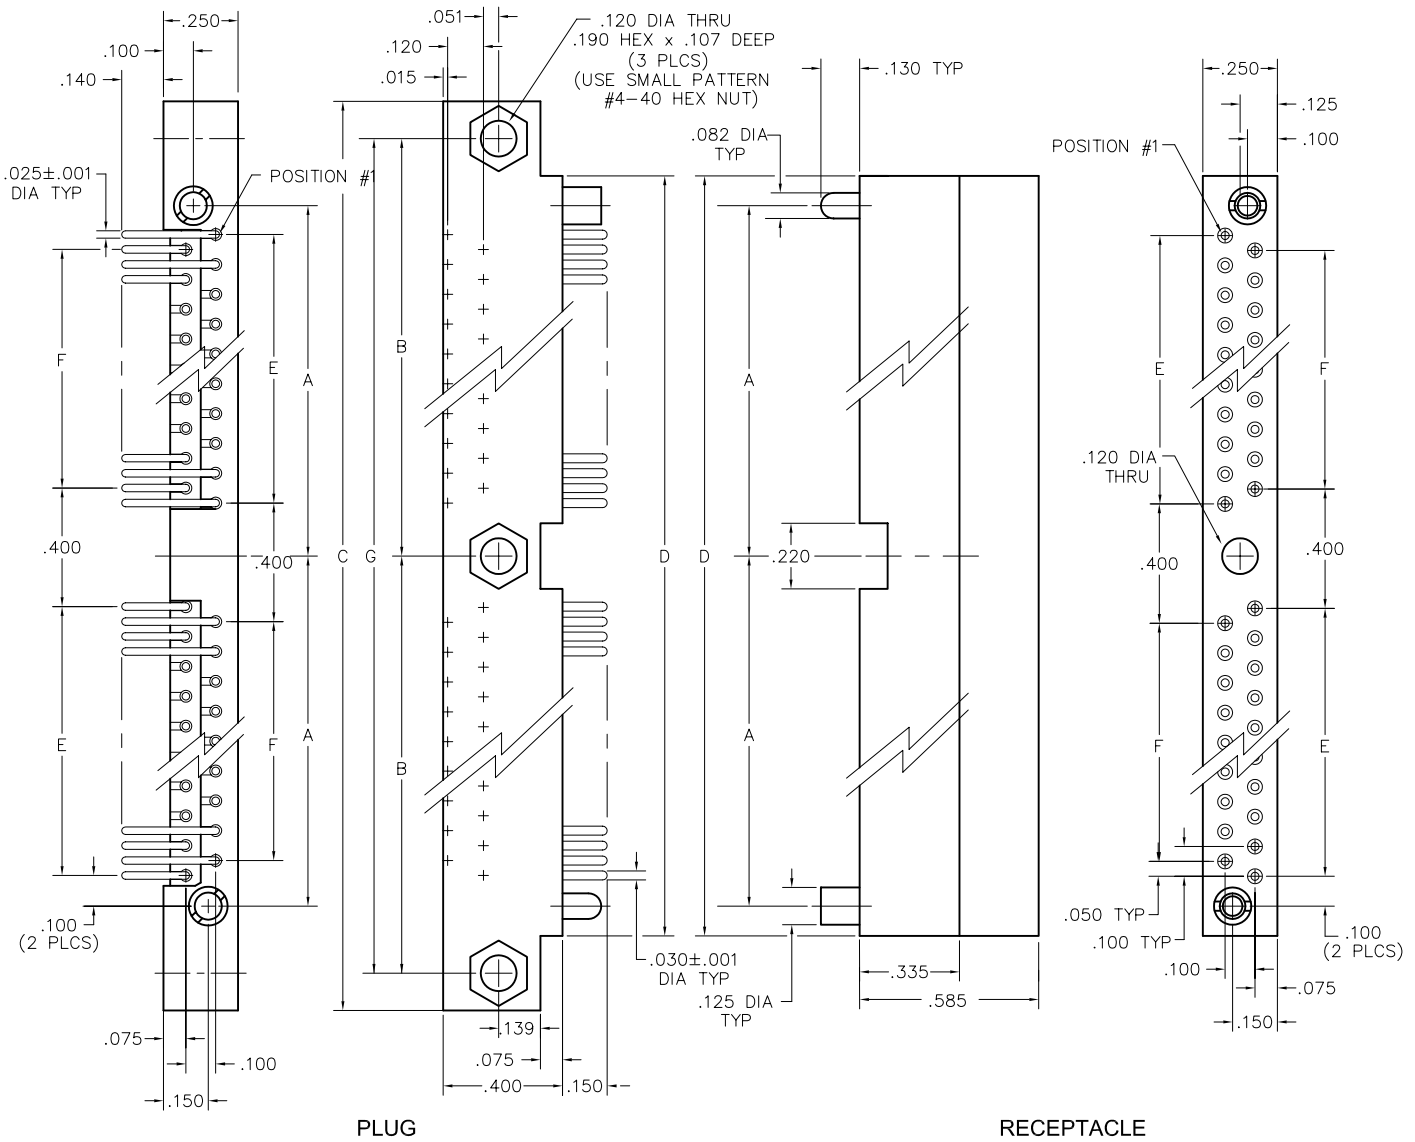 .250
.100
.140
.025±.001
DIA TYP
POSITION #1
F
E
A
.400
.400
E
F
A
.100
(2 PLCS)
.075
.100
.150
.051
.120
.015
.120 DIA THRU
.190 HEX x .107 DEEP
(3 PLCS)
(USE SMALL PATTERN
#4-40 HEX NUT)
B
C
G
D
B
.030±.001
DIA TYP
.139
.075
.400
.150
PLUG
.130 TYP
.082 DIA
TYP
A
D
.220
A
.125 DIA
TYP
.335
.585
.250
.125
.100
POSITION #1
E
F
.120 DIA
THRU
.400
.400
F
E
.050 TYP
.100 TYP
.100
.100
(2 PLCS)
.075
.150
RECEPTACLE